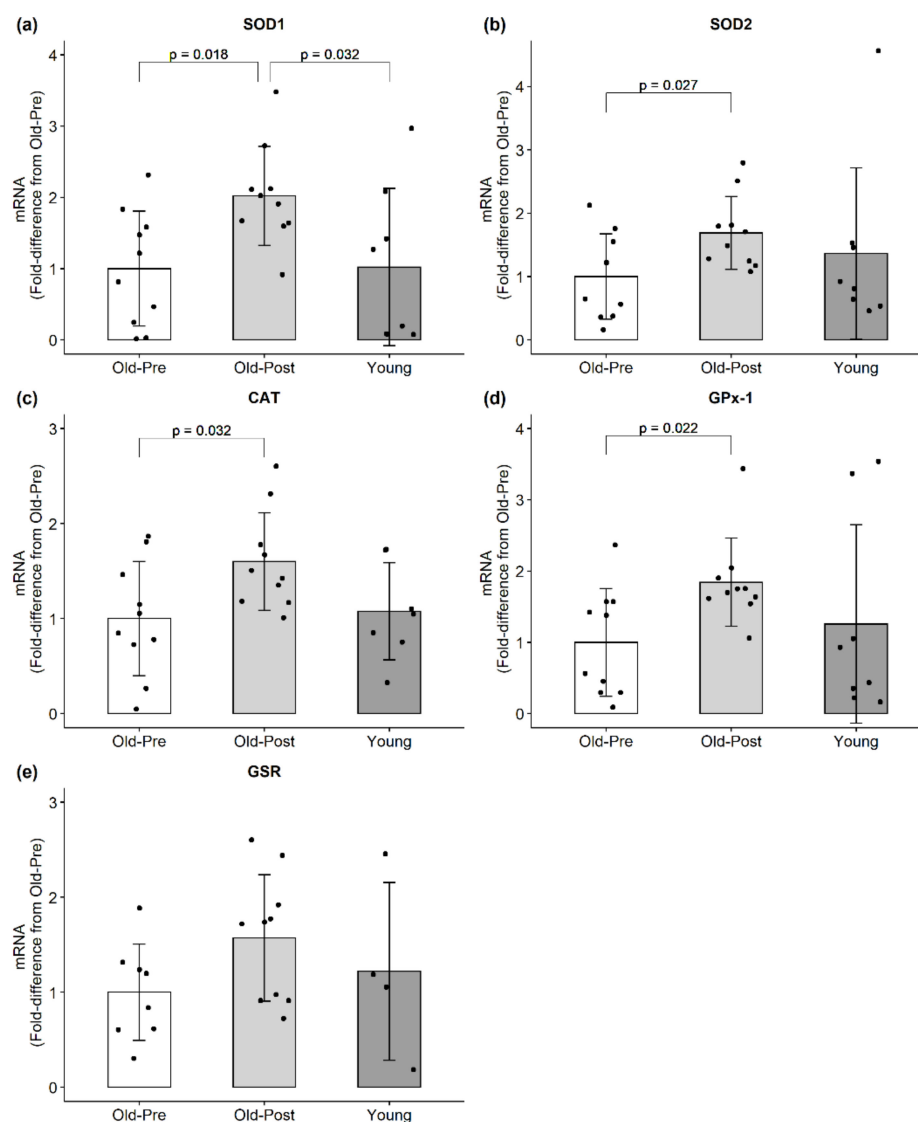 (a)
SOD1
mRNA
(Fold-difference from Old-Pre)
4
3
2
1
0
p = 0.018
p = 0.032
Old-Pre
Old-Post
Young
(b)
SOD2
mRNA
(Fold-difference from Old-Pre)
4
3
2
1
0
p = 0.027
Old-Pre
Old-Post
Young
(c)
CAT
mRNA
(Fold-difference from Old-Pre)
3
2
1
0
p = 0.032
Old-Pre
Old-Post
Young
(d)
GPx-1
mRNA
(Fold-difference from Old-Pre)
4
3
2
1
0
p = 0.022
Old-Pre
Old-Post
Young
(e)
GSR
mRNA
(Fold-difference from Old-Pre)
3
2
1
0
Old-Pre
Old-Post
Young